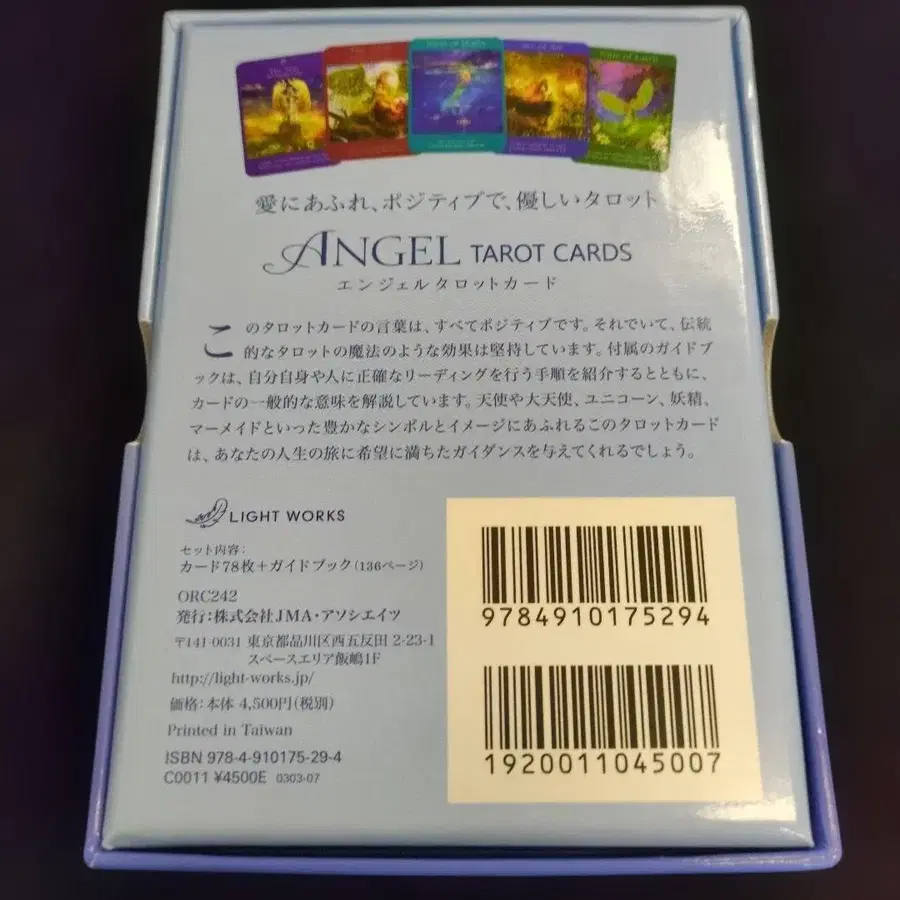 愛にあふれ、ポジティブで、優しいタロット
ANGEL TAROT CARDS
エンジェルタロットカード
このタロットカードの言葉は、すべてポジティブです。それでいて、伝統
的なタロットの魔法のような効果は堅持しています。付属のガイドブ
ックは、自分自身や人に正確なリーディングを行う手順を紹介するとともに、
カードの一般的な意味を解説しています。天使や大天使、ユニコーン、妖精、
マーメイドといった豊かなシンボルとイメージにあふれるこのタロットカード
は、あなたの人生の旅に希望に満ちたガイダンスを与えてくれるでしょう。
LIGHT WORKS
セット内容:
カード78枚+ガイドブック(136ページ)
ORC242
発行:株式会社JMA・アソシエイツ
〒141-0031 東京都品川区西五反田 2-23-1
スペースエリア飯嶋1F
http://light-works.jp/
価格:本体 4,500円(税別)
Printed in Taiwan
ISBN 978-4-910175-29-4
C0011 ¥4500E 0303-07
9784910175294
1920011045007